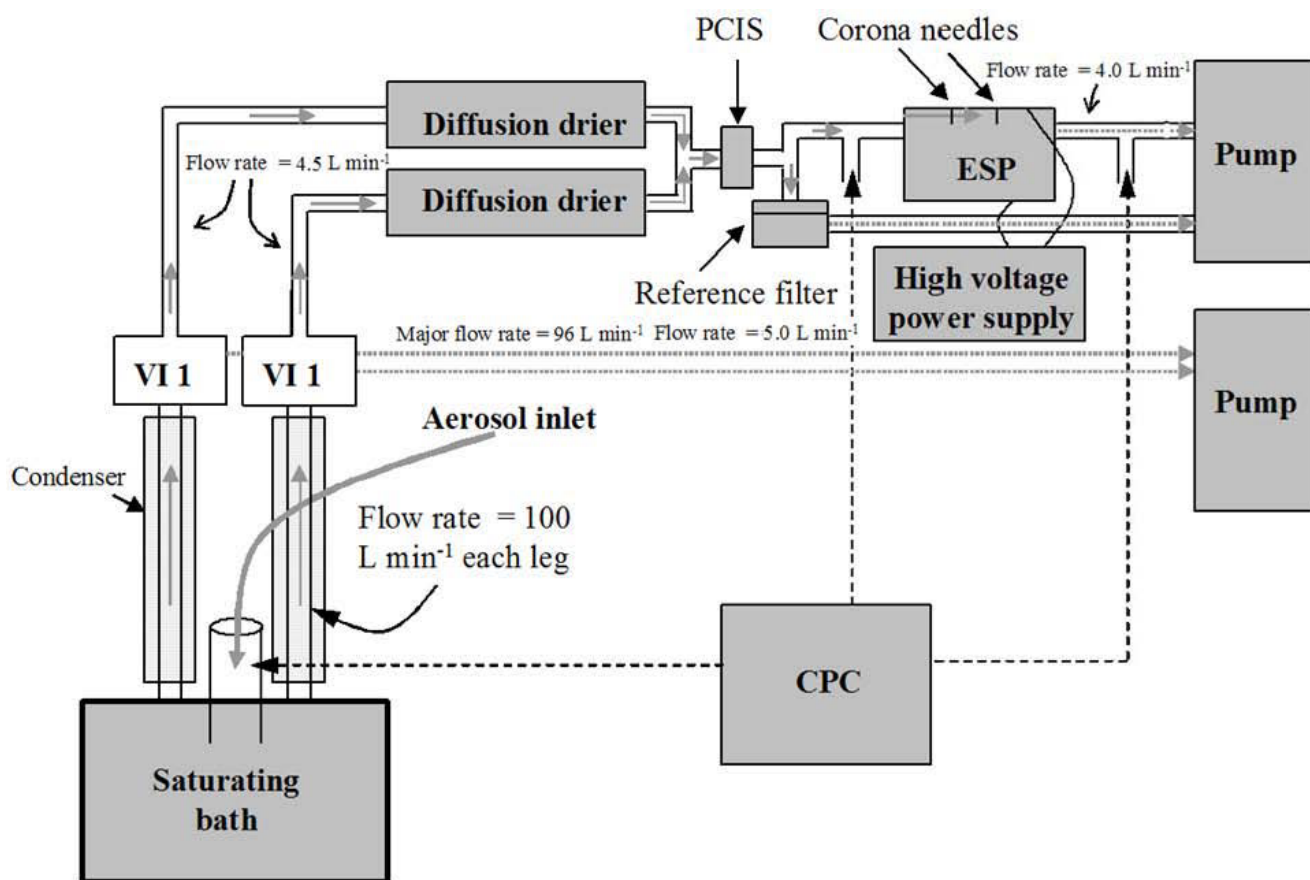 PCIS
Corona needles
Flow rate = 4.0 L min⁻¹
Diffusion drier
Pump
Flow rate = 4.5 L min⁻¹
ESP
Diffusion drier
Reference filter
High voltage
power supply
Major flow rate = 96 L min⁻¹ Flow rate = 5.0 L min⁻¹
VI 1
VI 1
Pump
Aerosol inlet
Condenser
Flow rate = 100
L min⁻¹ each leg
CPC
Saturating
bath